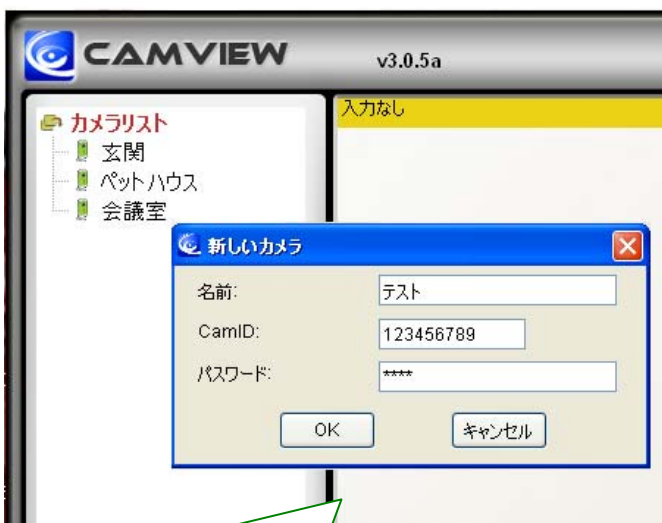 CAMVIEW v3.0.5a
カメラリスト
玄関
ペットハウス
会議室
入力なし
新しいカメラ
名前: テスト
CamID: 123456789
パスワード: ****
OK キャンセル